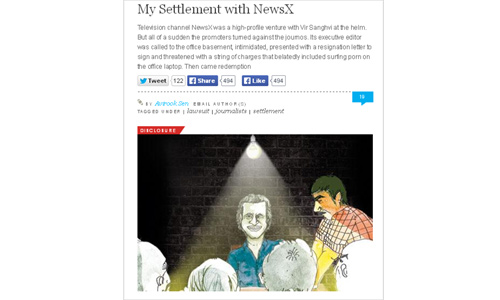 My Settlement with NewsX
Television channel NewsX was a high-profile venture with Vir Sanghvi at the helm.
But all of a sudden the promoters turned against the journos. Its executive editor
was called to the office basement, intimidated, presented with a resignation letter to
sign and threatened with a string of charges that belatedly included surfing porn on
the office laptop. Then came redemption
Tweet 122 Share 494 Like 494
BY Avirook Sen EMAIL AUTHOR(S)
TAGGED UNDER | lawsuit | journalists | settlement
DISCLOSURE